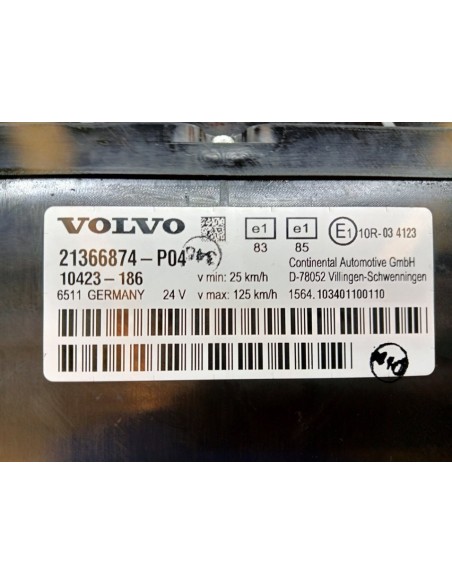 VOLVO
e1
83
e1
85
E1 10R-03 4123
21366874-P04
Continental Automotive GmbH
10423-186
v min: 25 km/h
D-78052 Villingen-Schwenningen
6511 GERMANY
24 V
v max: 125 km/h
1564.103401100110